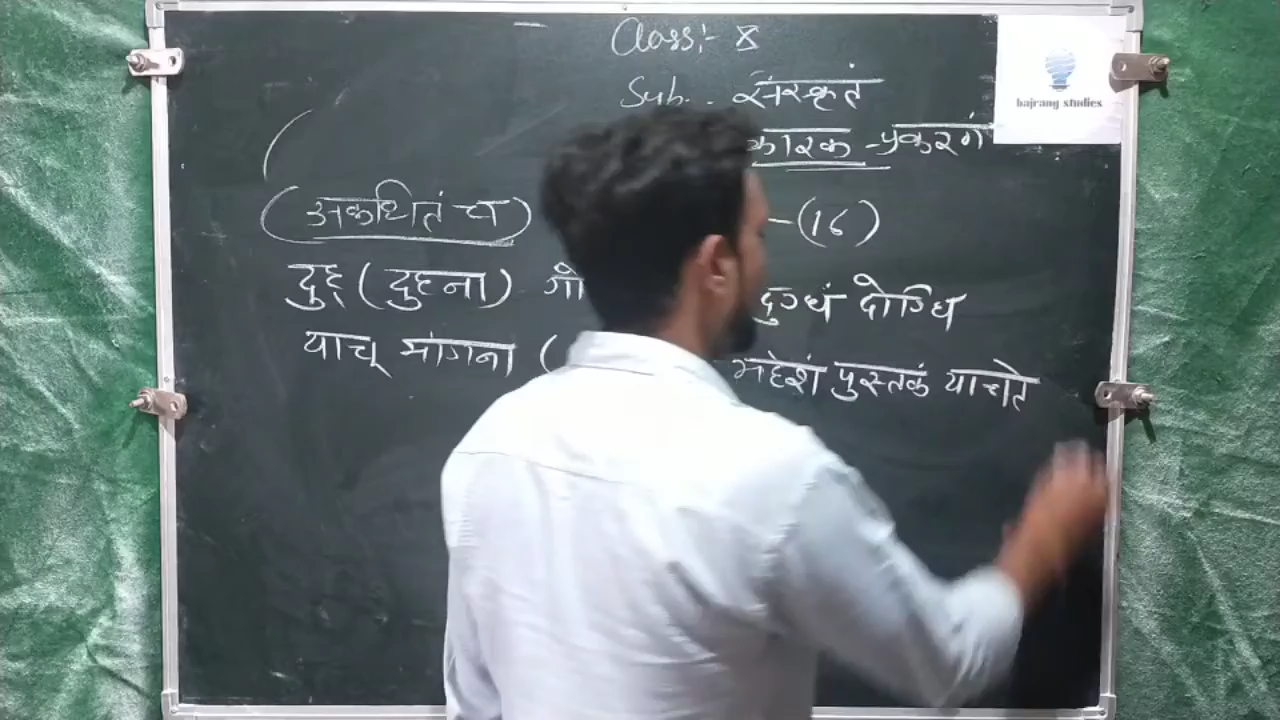 Class:- 8
Sub. संस्कृतं
कारक - प्रकरणं
bajrang studies
(अकथितं च) -(16)
दुह् (दुहना) गो दुग्धं दोग्धि
याच् मांगना ( महेशं पुस्तकं याचते